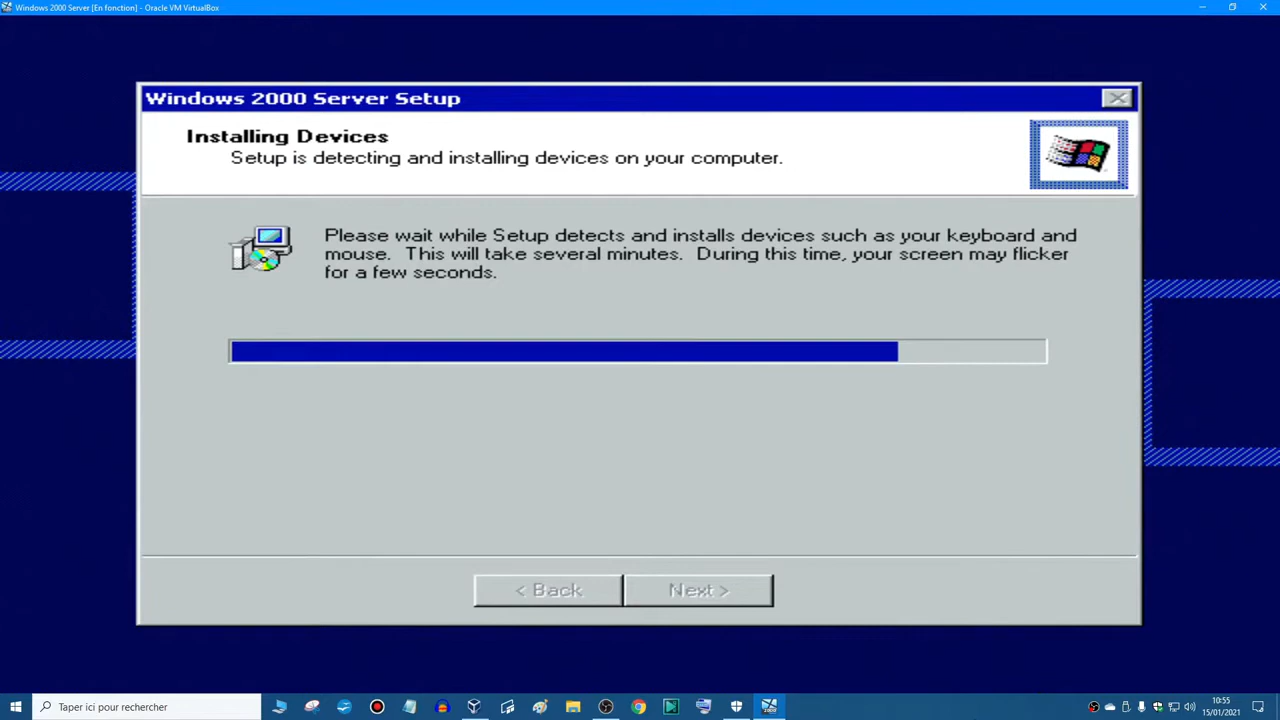 Windows 2000 Server [En fonction] - Oracle VM VirtualBox
Windows 2000 Server Setup
Installing Devices
Setup is detecting and installing devices on your computer.
Please wait while Setup detects and installs devices such as your keyboard and
mouse. This will take several minutes. During this time, your screen may flicker
for a few seconds.
< Back
Next >
Taper ici pour rechercher
2000
10:55
15/01/2021